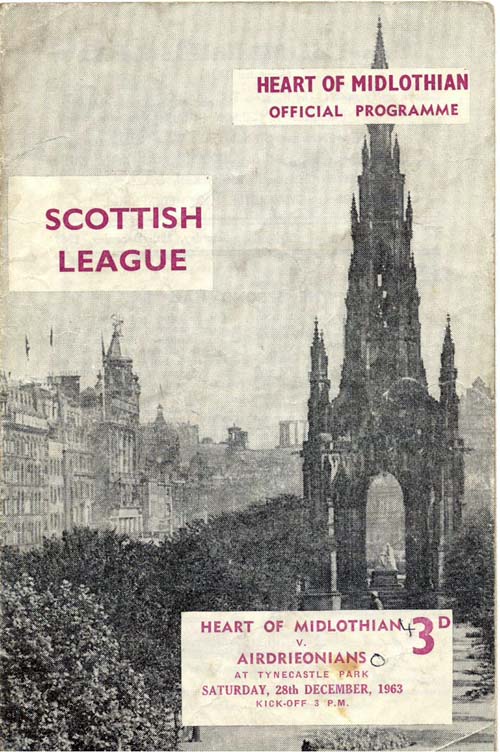 HEART OF MIDLOTHIAN
OFFICIAL PROGRAMME
SCOTTISH
LEAGUE
HEART OF MIDLOTHIAN 4 3D
V.
AIRDRIEONIANS 0
AT TYNECASTLE PARK
SATURDAY, 28th DECEMBER, 1963
KICK-OFF 3 P.M.